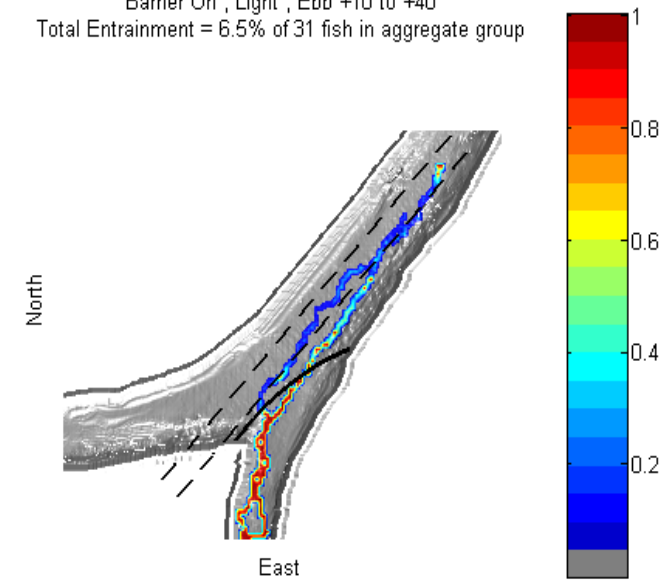 Barrier On , Light , Ebb +10 to +40
Total Entrainment = 6.5% of 31 fish in aggregate group
1
0.8
0.6
0.4
0.2
North
East